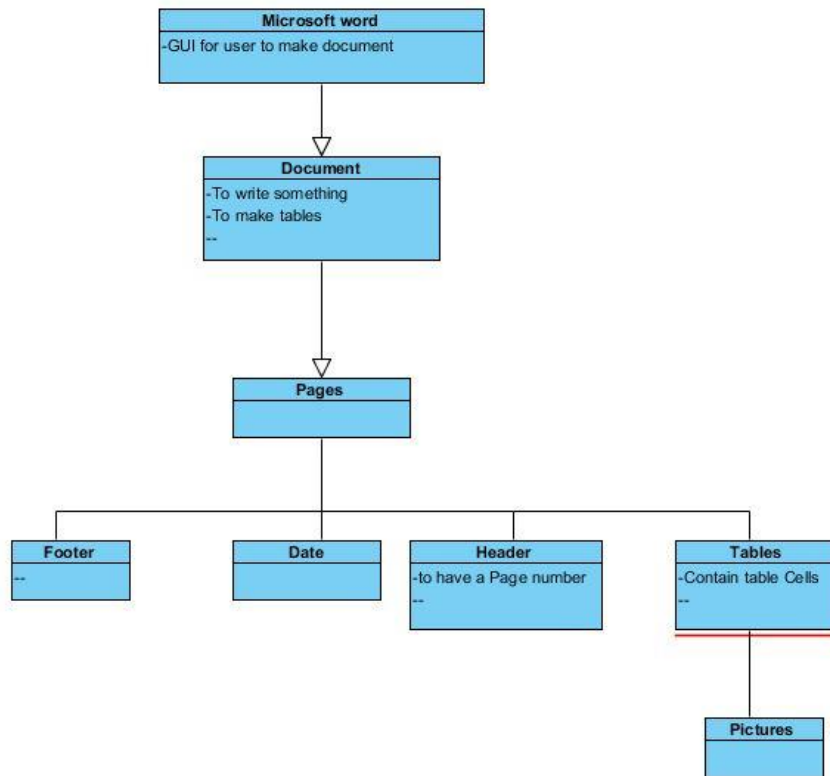 Microsoft word
-GUI for user to make document
Document
-To write something
-To make tables
--
Pages
Footer
--
Date
Header
-to have a Page number
--
Tables
-Contain table Cells
--
Pictures